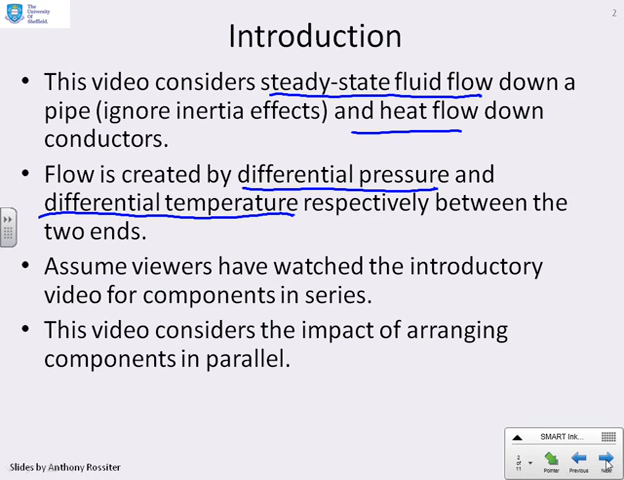 The
University
Of
Sheffield.
2
Introduction
• This video considers steady-state fluid flow down a
pipe (ignore inertia effects) and heat flow down
conductors.
• Flow is created by differential pressure and
differential temperature respectively between the
two ends.
• Assume viewers have watched the introductory
video for components in series.
• This video considers the impact of arranging
components in parallel.
Slides by Anthony Rossiter
SMART Ink...
2
of
11
Pointer Previous Next